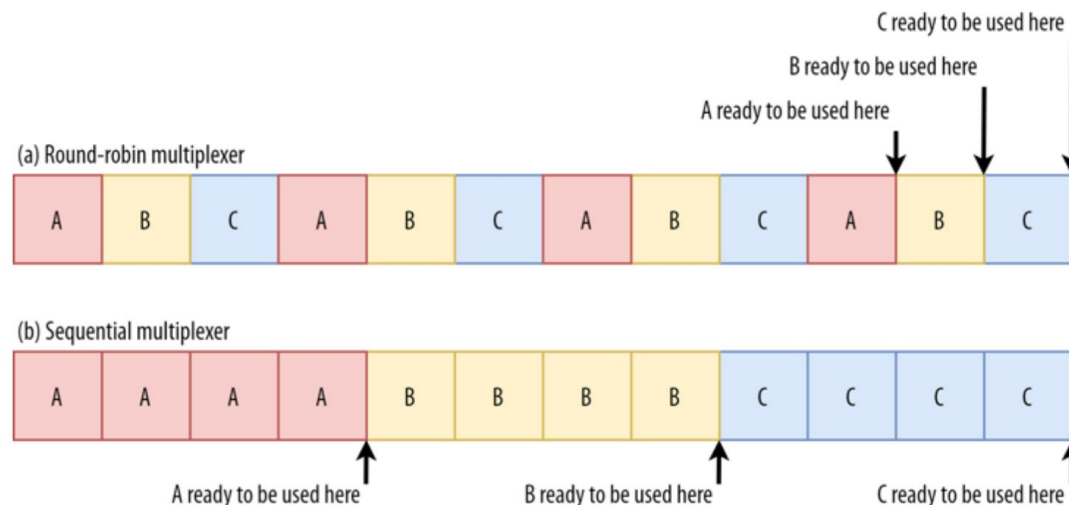 C ready to be used here
B ready to be used here
A ready to be used here
(a) Round-robin multiplexer
A B C A B C A B C A B C
(b) Sequential multiplexer
A A A A B B B B C C C C
A ready to be used here B ready to be used here C ready to be used here